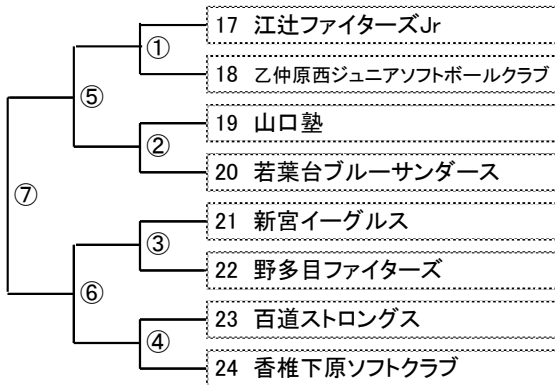 17 江辻ファイターズJr
①
18 乙仲原西ジュニアソフトボールクラブ
⑤
19 山口塾
②
20 若葉台ブルーサンダース
⑦
21 新宮イーグルス
③
22 野多目ファイターズ
⑥
23 百道ストロングス
④
24 香椎下原ソフトクラブ